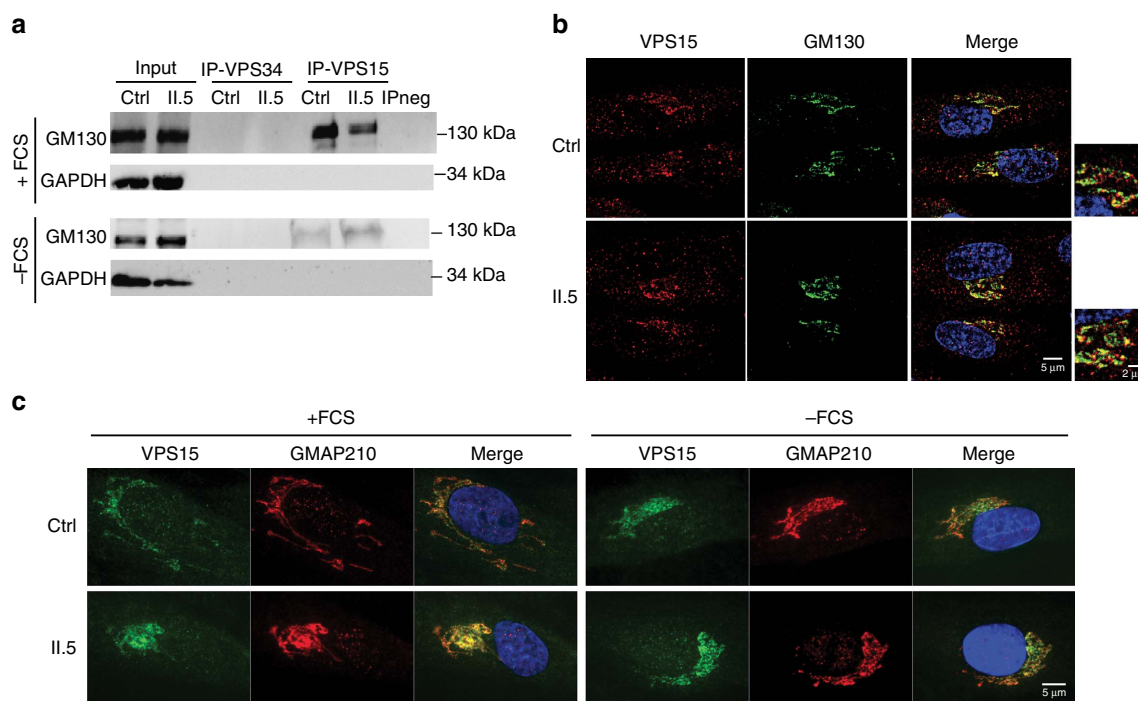 a
Input IP-VPS34 IP-VPS15
Ctrl II.5 Ctrl II.5 Ctrl II.5 IPneg
+ FCS
GM130 –130 kDa
GAPDH –34 kDa
–FCS
GM130 – 130 kDa
GAPDH – 34 kDa
b
VPS15 GM130 Merge
Ctrl
II.5
5 μm
2 μ
c
+FCS –FCS
VPS15 GMAP210 Merge VPS15 GMAP210 Merge
Ctrl
II.5
5 μm